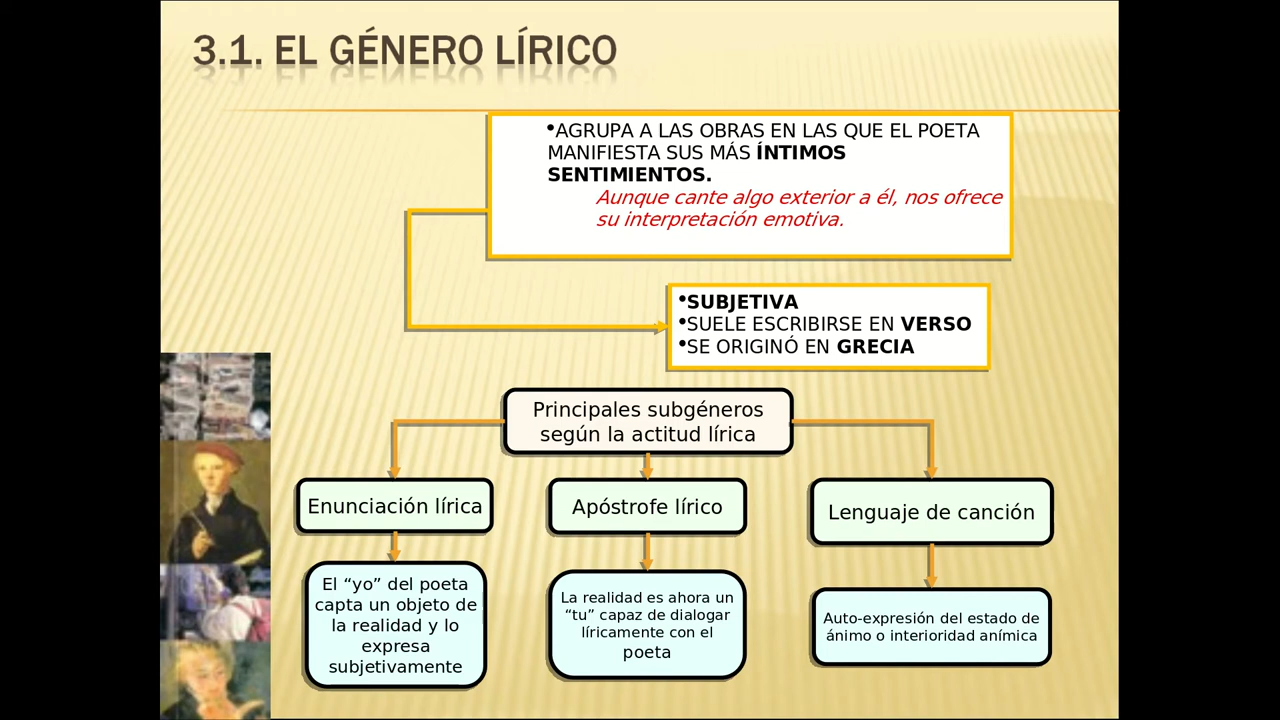 3.1. EL GÉNERO LÍRICO
•AGRUPA A LAS OBRAS EN LAS QUE EL POETA
MANIFIESTA SUS MÁS ÍNTIMOS
SENTIMIENTOS.
Aunque cante algo exterior a él, nos ofrece
su interpretación emotiva.
•SUBJETIVA
•SUELE ESCRIBIRSE EN VERSO
•SE ORIGINÓ EN GRECIA
Principales subgéneros
según la actitud lírica
Enunciación lírica
Apóstrofe lírico
Lenguaje de canción
El “yo” del poeta
capta un objeto de
la realidad y lo
expresa
subjetivamente
La realidad es ahora un
“tu” capaz de dialogar
líricamente con el
poeta
Auto-expresión del estado de
ánimo o interioridad anímica